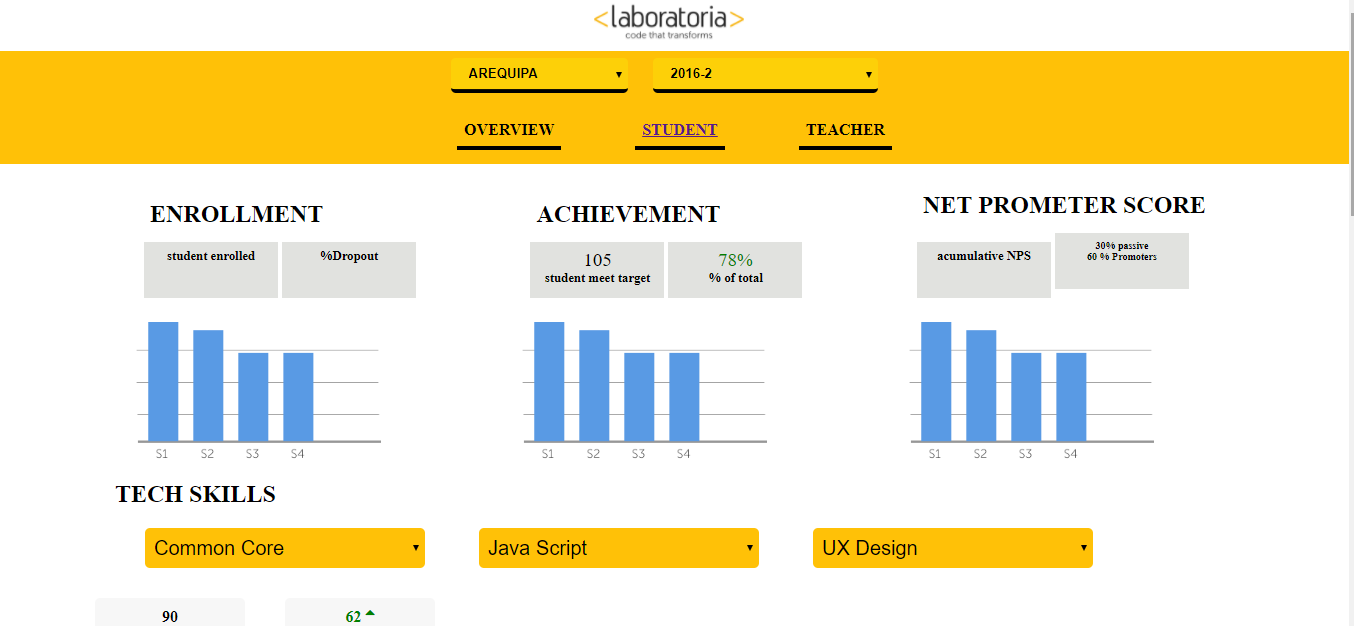 <laboratoria>
code that transforms
AREQUIPA
2016-2
OVERVIEW
STUDENT
TEACHER
ENROLLMENT
student enrolled
%Dropout
S1 S2 S3 S4
ACHIEVEMENT
105
student meet target
78%
% of total
S1 S2 S3 S4
NET PROMETER SCORE
acumulative NPS
30% passive
60 % Promoters
S1 S2 S3 S4
TECH SKILLS
Common Core
Java Script
UX Design
90
62